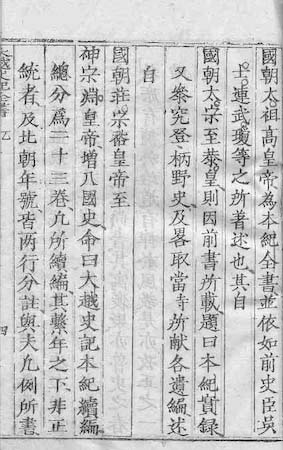 國朝太祖高皇帝為本紀全書並依如前史臣吳
士連武瓊等之所著述也其自
國朝太宗至恭皇則因前書所載題曰本紀實錄
又參究登柄野史及畧取當時所献各遺編述
自
國朝莊宗裕皇帝至
神宗淵皇帝增入國史命曰大越史記本紀續編
總分為二十三卷凡所續編其繫年之下非正
統者及北朝年號皆两行分註與夫凡例所書
大越史記全書
四